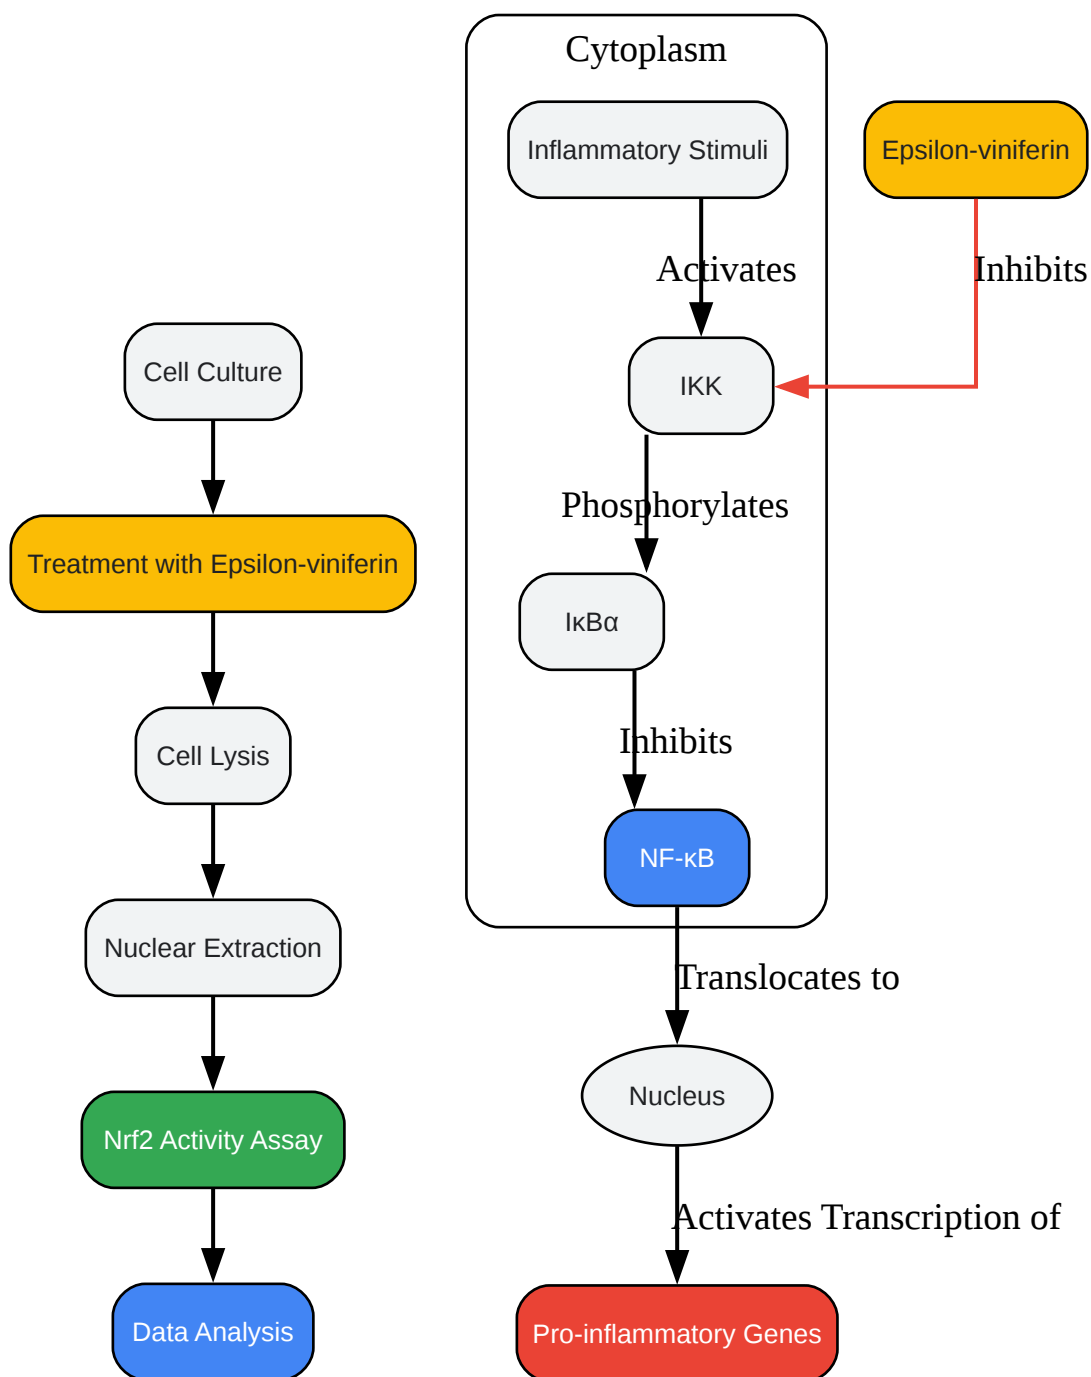 Cytoplasm
Inflammatory Stimuli
Epsilon-viniferin
Activates
Inhibits
IKK
Phosphorylates
IκBα
Inhibits
NF-κB
Translocates to
Nucleus
Activates Transcription of
Pro-inflammatory Genes
Cell Culture
Treatment with Epsilon-viniferin
Cell Lysis
Nuclear Extraction
Nrf2 Activity Assay
Data Analysis